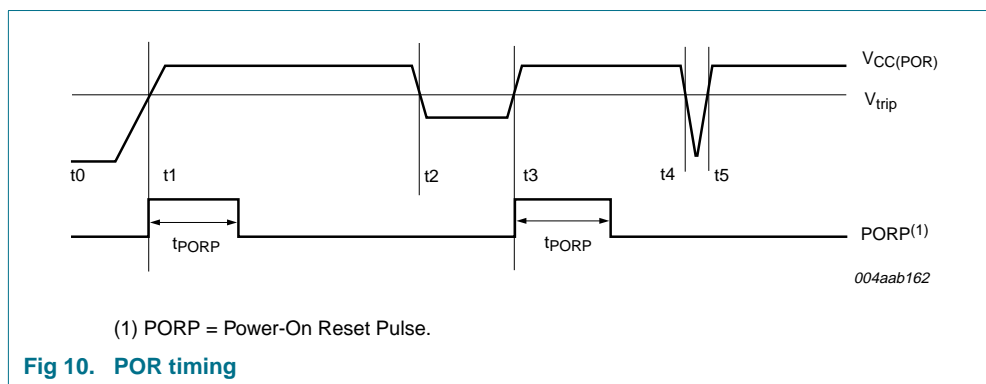 VCC(POR)
Vtrip
t0 t1 t2 t3 t4 t5
tPORP tPORP PORP(1)
004aab162
(1) PORP = Power-On Reset Pulse.
Fig 10. POR timing